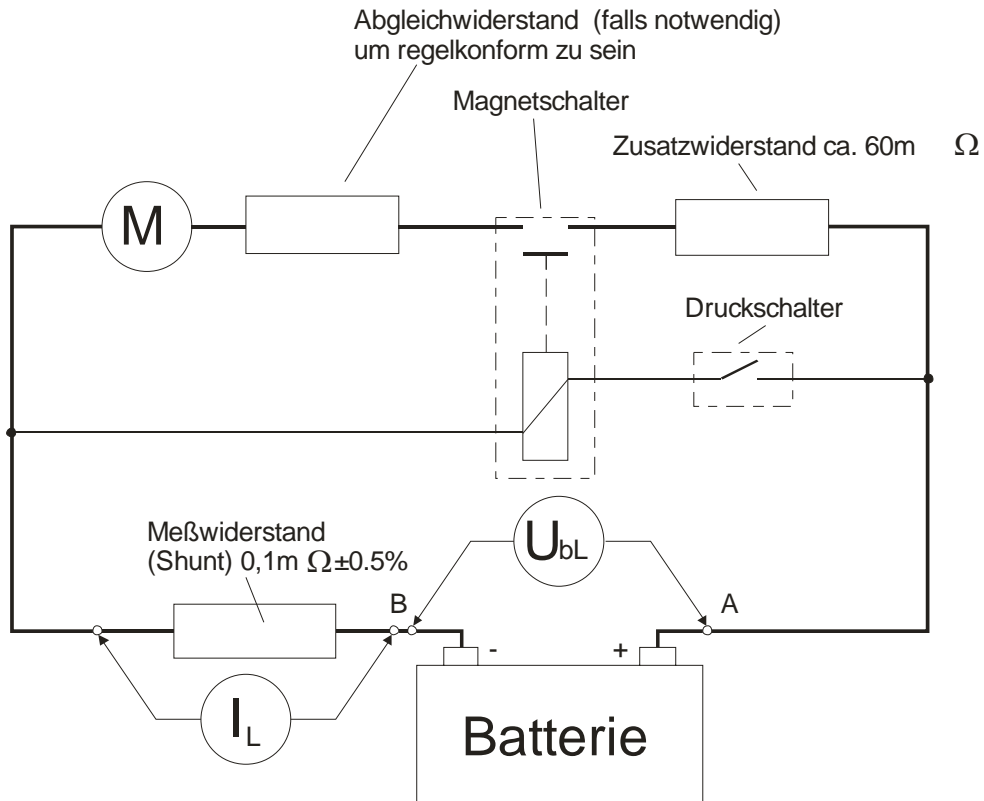 Abgleichwiderstand (falls notwendig)
um regelkonform zu sein
Magnetschalter
Zusatzwiderstand ca. 60m Ω
M
Druckschalter
Meßwiderstand
(Shunt) 0,1m Ω±0.5%
UbL
B
A
-
+
IL
Batterie